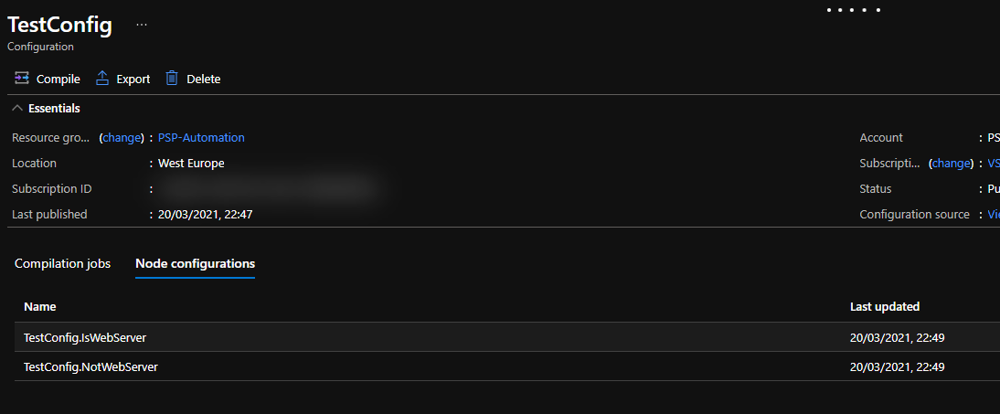 TestConfig ...
Configuration
Compile Export Delete
Essentials
Resource gro... (change) : PSP-Automation Account : PS
Location : West Europe Subscripti... (change) : VS
Subscription ID : Status : Pu
Last published : 20/03/2021, 22:47 Configuration source : Vie
Compilation jobs Node configurations
Name Last updated
TestConfig.IsWebServer 20/03/2021, 22:49
TestConfig.NotWebServer 20/03/2021, 22:49